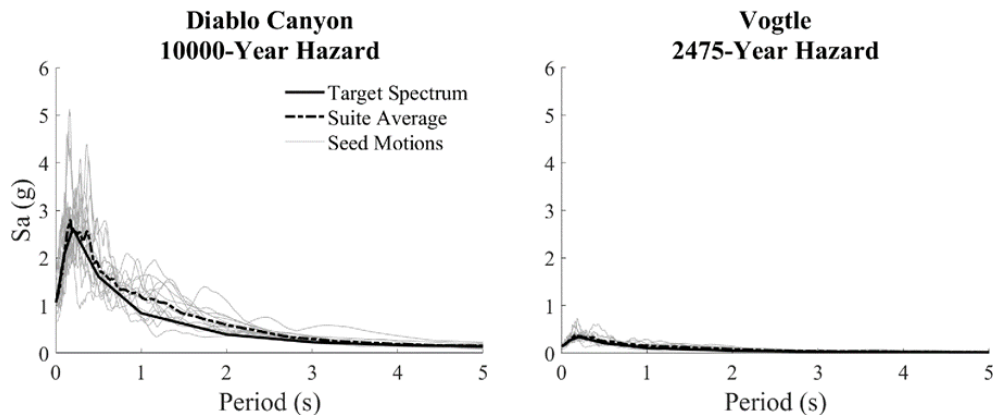 Diablo Canyon
10000-Year Hazard
6
5
4
3
2
1
0
Sa (g)
Target Spectrum
Suite Average
Seed Motions
0 1 2 3 4 5
Period (s)
Vogtle
2475-Year Hazard
6
5
4
3
2
1
0
0 1 2 3 4 5
Period (s)